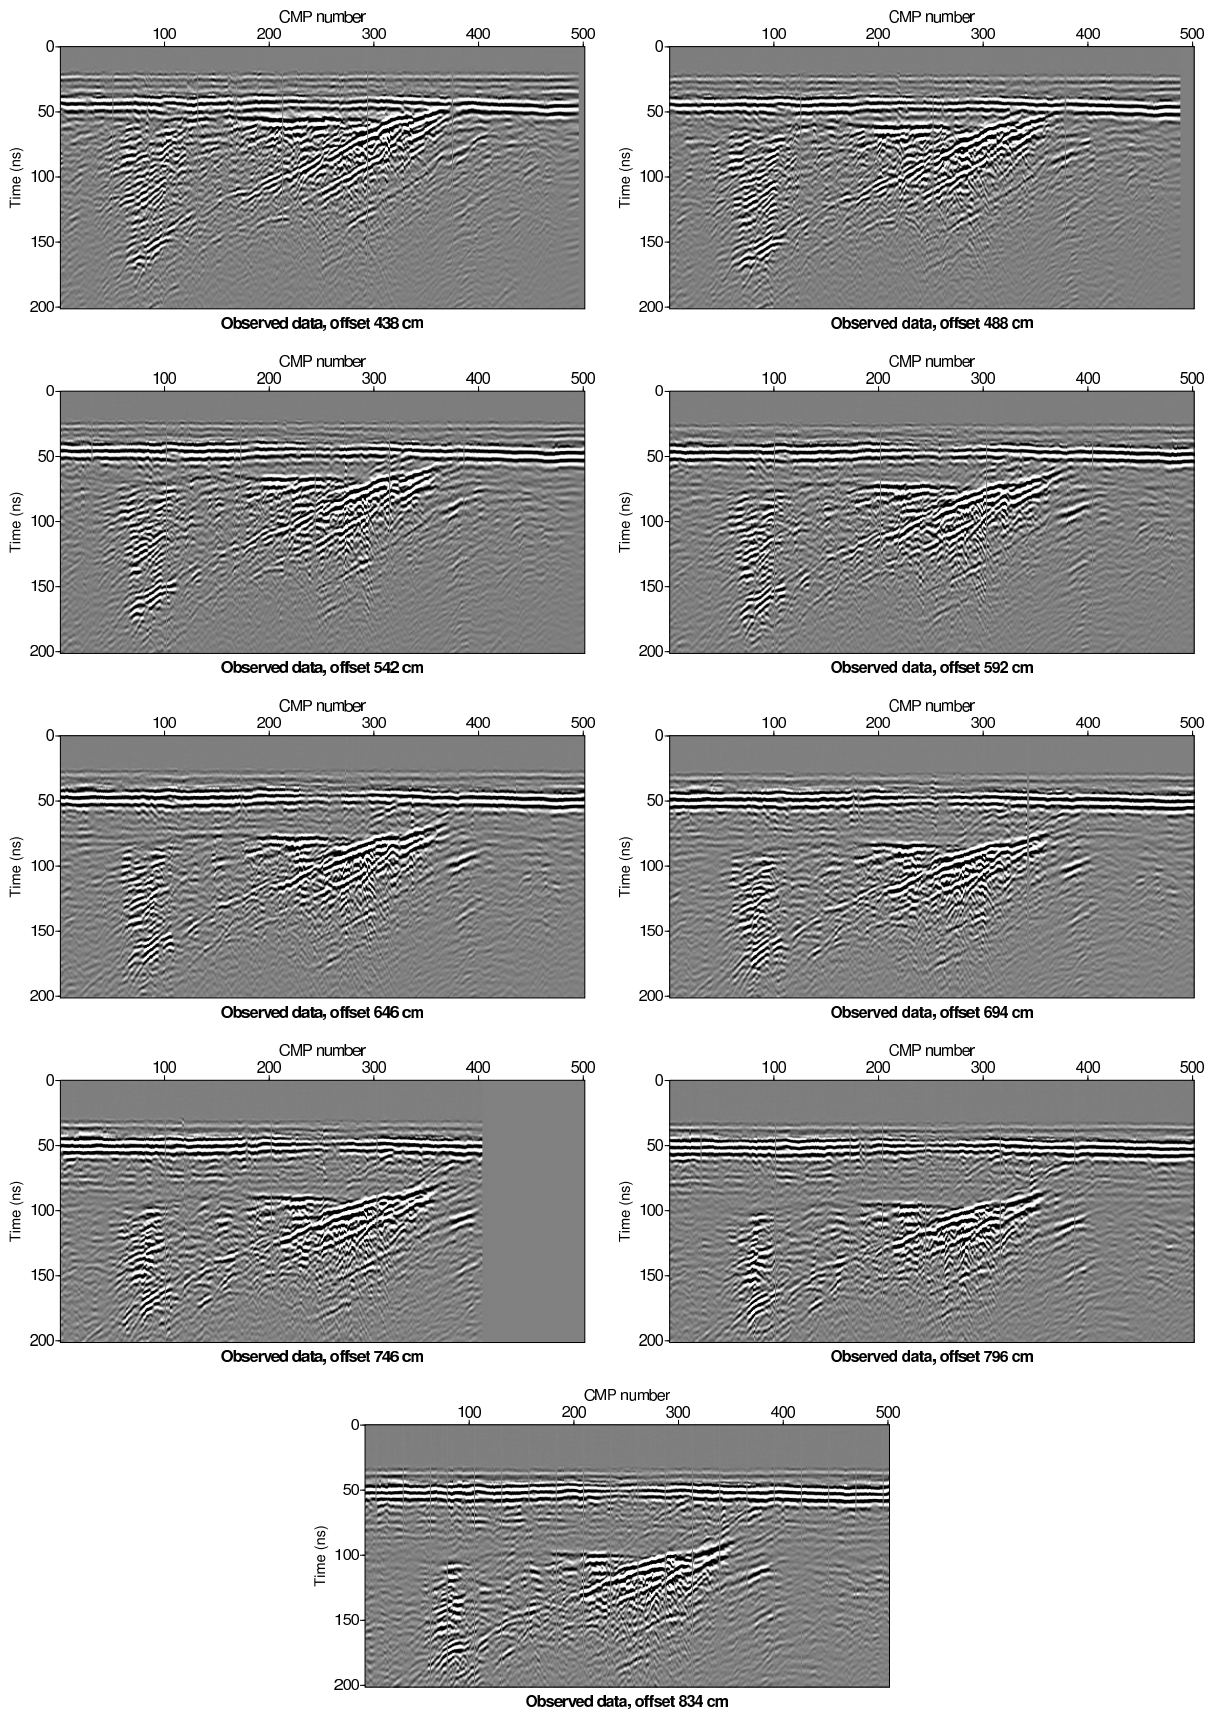 CMP number
100 200 300 400 500
0
50
100
150
200
Time (ns)
Observed data, offset 438 cm
CMP number
100 200 300 400 500
0
50
100
150
200
Time (ns)
Observed data, offset 488 cm
CMP number
100 200 300 400 500
0
50
100
150
200
Time (ns)
Observed data, offset 542 cm
CMP number
100 200 300 400 500
0
50
100
150
200
Time (ns)
Observed data, offset 592 cm
CMP number
100 200 300 400 500
0
50
100
150
200
Time (ns)
Observed data, offset 646 cm
CMP number
100 200 300 400 500
0
50
100
150
200
Time (ns)
Observed data, offset 694 cm
CMP number
100 200 300 400 500
0
50
100
150
200
Time (ns)
Observed data, offset 746 cm
CMP number
100 200 300 400 500
0
50
100
150
200
Time (ns)
Observed data, offset 796 cm
CMP number
100 200 300 400 500
0
50
100
150
200
Time (ns)
Observed data, offset 834 cm